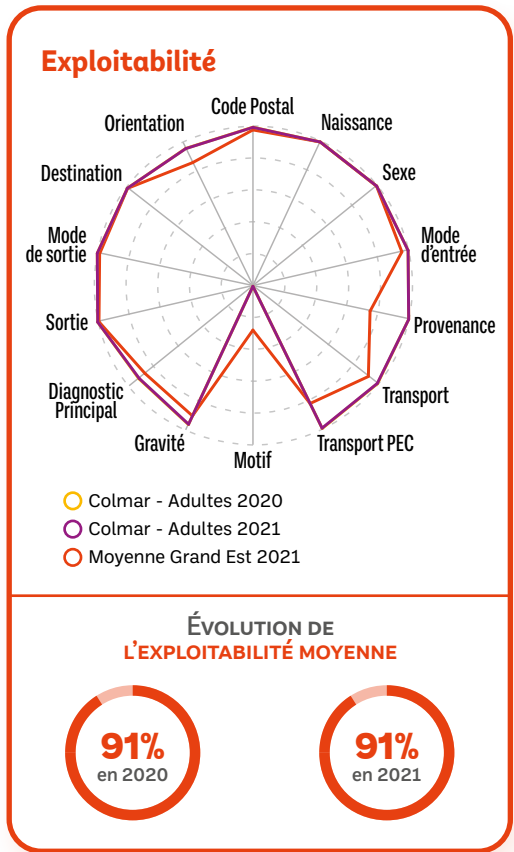 Exploitabilité
Code Postal
Orientation
Naissance
Destination
Sexe
Mode
de sortie
Mode
d'entrée
Sortie
Provenance
Diagnostic
Principal
Transport
Gravité
Transport PEC
Motif
Colmar - Adultes 2020
Colmar - Adultes 2021
Moyenne Grand Est 2021
ÉVOLUTION DE
L'EXPLOITABILITÉ MOYENNE
91%
en 2020
91%
en 2021